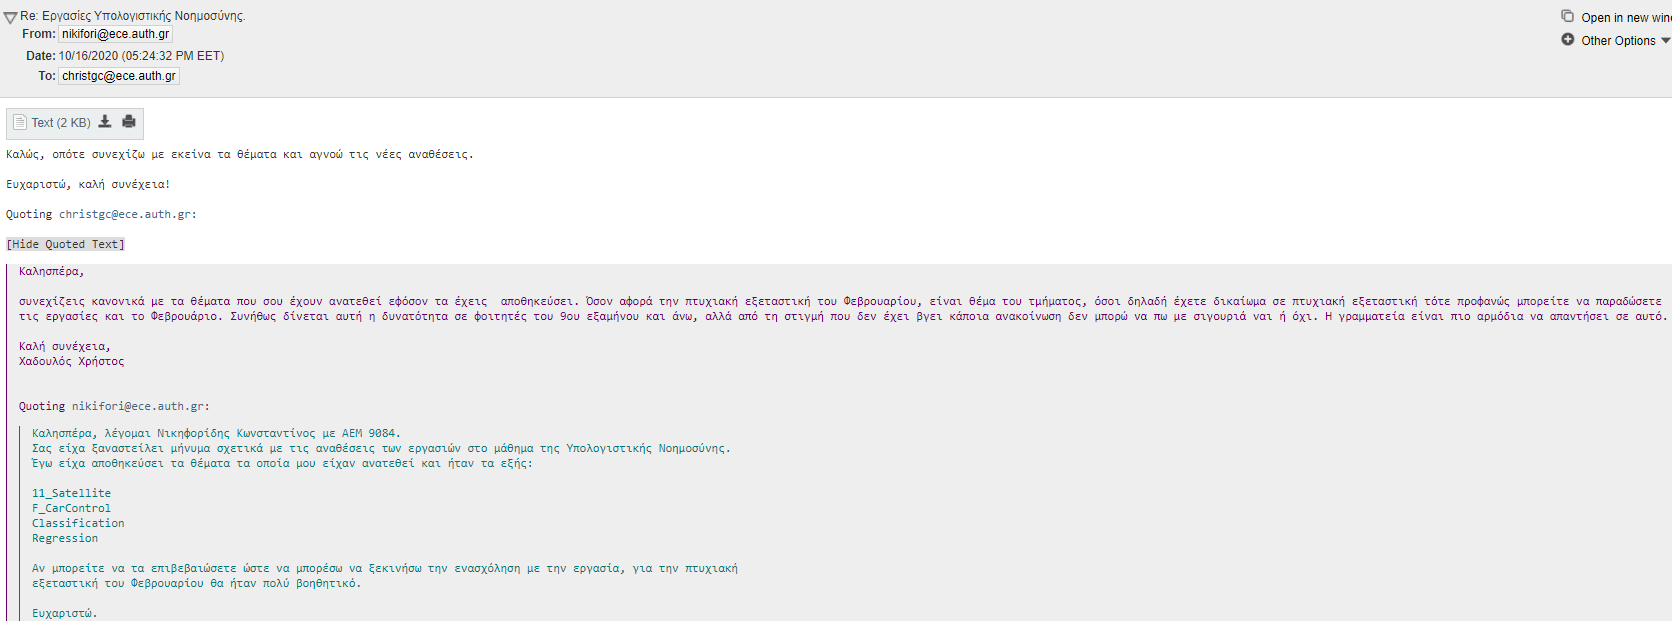 Re: Εργασίες Υπολογιστικής Νοημοσύνης.
From: nikifori@ece.auth.gr
Date: 10/16/2020 (05:24:32 PM EET)
To: christgc@ece.auth.gr
Open in new win
Other Options
Text (2 KB)
Καλώς, οπότε συνεχίζω με εκείνα τα θέματα και αγνοώ τις νέες αναθέσεις.
Ευχαριστώ, καλή συνέχεια!
Quoting christgc@ece.auth.gr:
[Hide Quoted Text]
Καλησπέρα,
συνεχίζεις κανονικά με τα θέματα που σου έχουν ανατεθεί εφόσον τα έχεις  αποθηκεύσει. Όσον αφορά την πτυχιακή εξεταστική του Φεβρουαρίου, είναι θέμα του τμήματος, όσοι δηλαδή έχετε δικαίωμα σε πτυχιακή εξεταστική τότε προφανώς μπορείτε να παραδώσετε
τις εργασίες και το Φεβρουάριο. Συνήθως δίνεται αυτή η δυνατότητα σε φοιτητές του 9ου εξαμήνου και άνω, αλλά από τη στιγμή που δεν έχει βγει κάποια ανακοίνωση δεν μπορώ να πω με σιγουριά ναι ή όχι. Η γραμματεία είναι πιο αρμόδια να απαντήσει σε αυτό.
Καλή συνέχεια,
Χαδουλός Χρήστος
Quoting nikifori@ece.auth.gr:
Καλησπέρα, λέγομαι Νικηφορίδης Κωνσταντίνος με ΑΕΜ 9084.
Σας είχα ξαναστείλει μήνυμα σχετικά με τις αναθέσεις των εργασιών στο μάθημα της Υπολογιστικής Νοημοσύνης.
Έγω είχα αποθηκεύσει τα θέματα τα οποία μου είχαν ανατεθεί και ήταν τα εξής:
11_Satellite
F_CarControl
Classification
Regression
Αν μπορείτε να τα επιβεβαιώσετε ώστε να μπορέσω να ξεκινήσω την ενασχόληση με την εργασία, για την πτυχιακή
εξεταστική του Φεβρουαρίου θα ήταν πολύ βοηθητικό.
Ευχαριστώ.